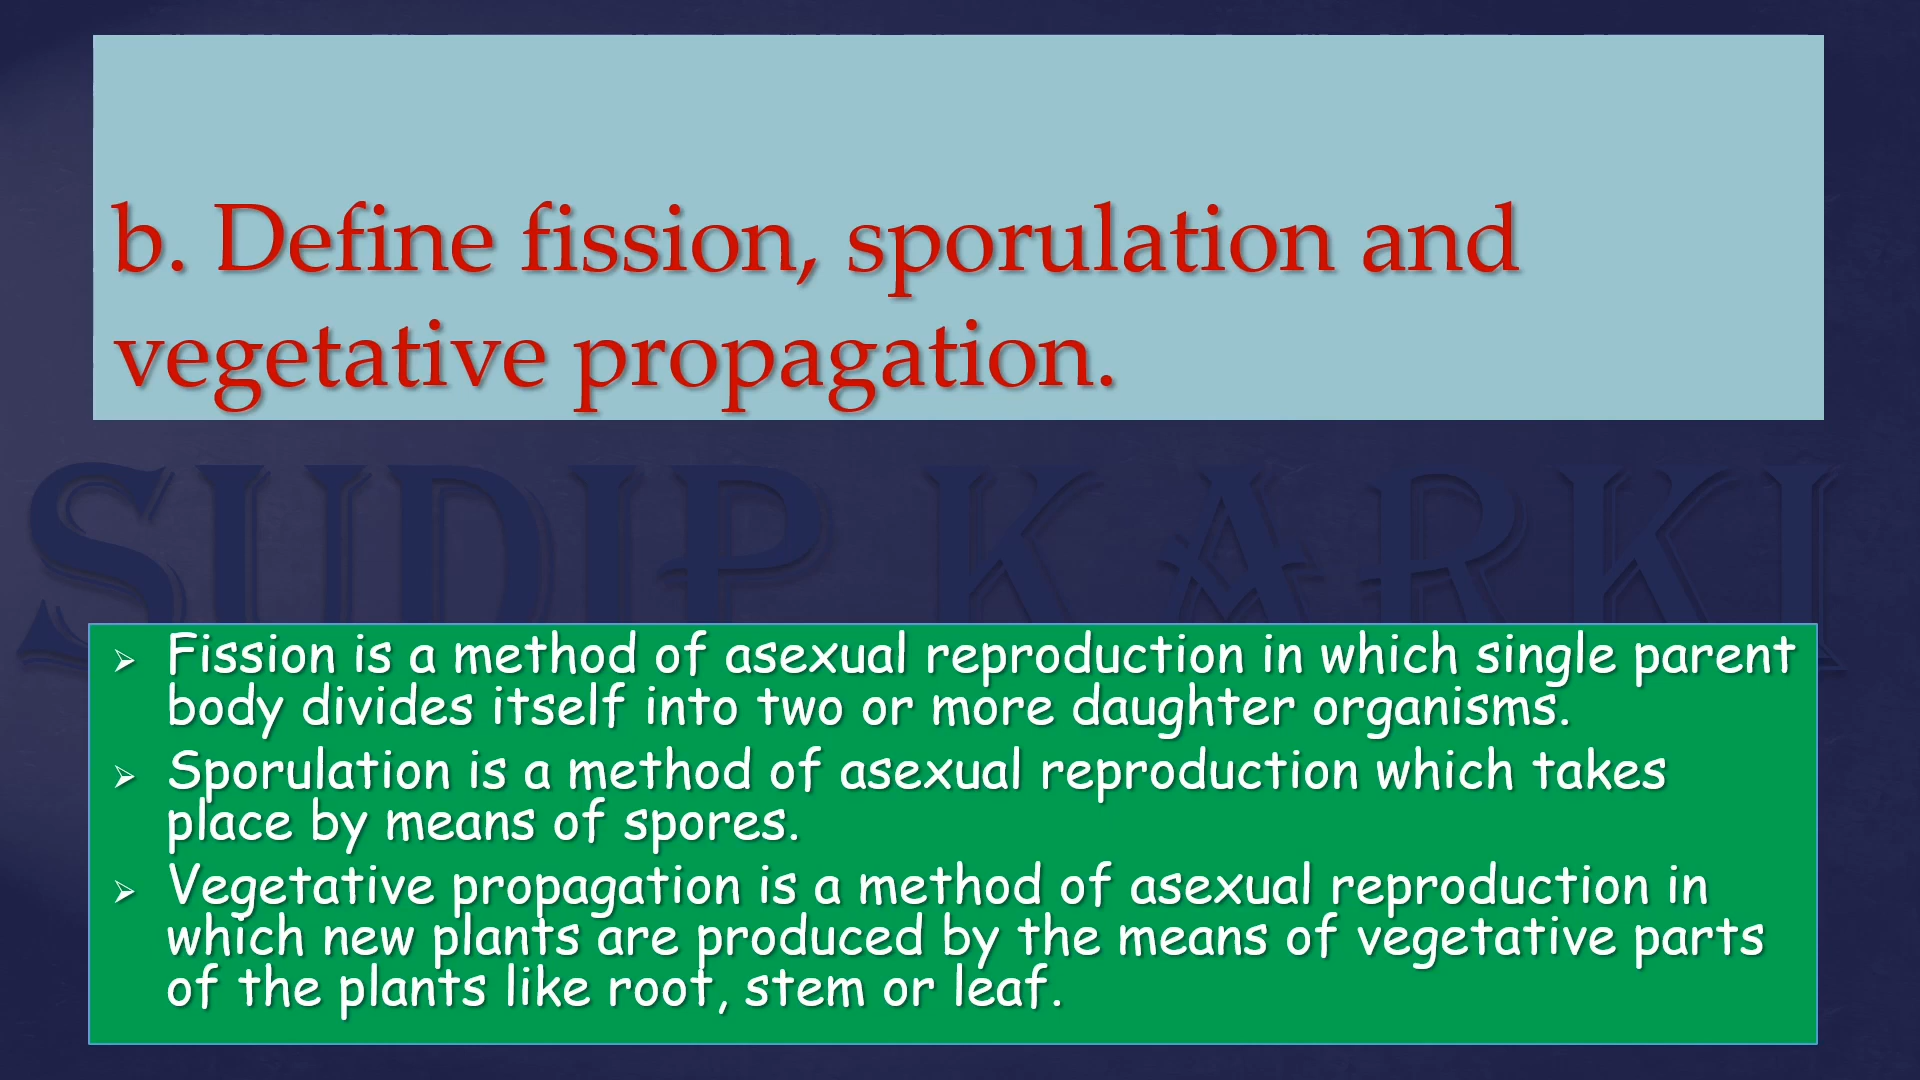 b. Define fission, sporulation and
vegetative propagation.
SUDIP KARKI
➢ Fission is a method of asexual reproduction in which single parent
body divides itself into two or more daughter organisms.
➢ Sporulation is a method of asexual reproduction which takes
place by means of spores.
➢ Vegetative propagation is a method of asexual reproduction in
which new plants are produced by the means of vegetative parts
of the plants like root, stem or leaf.